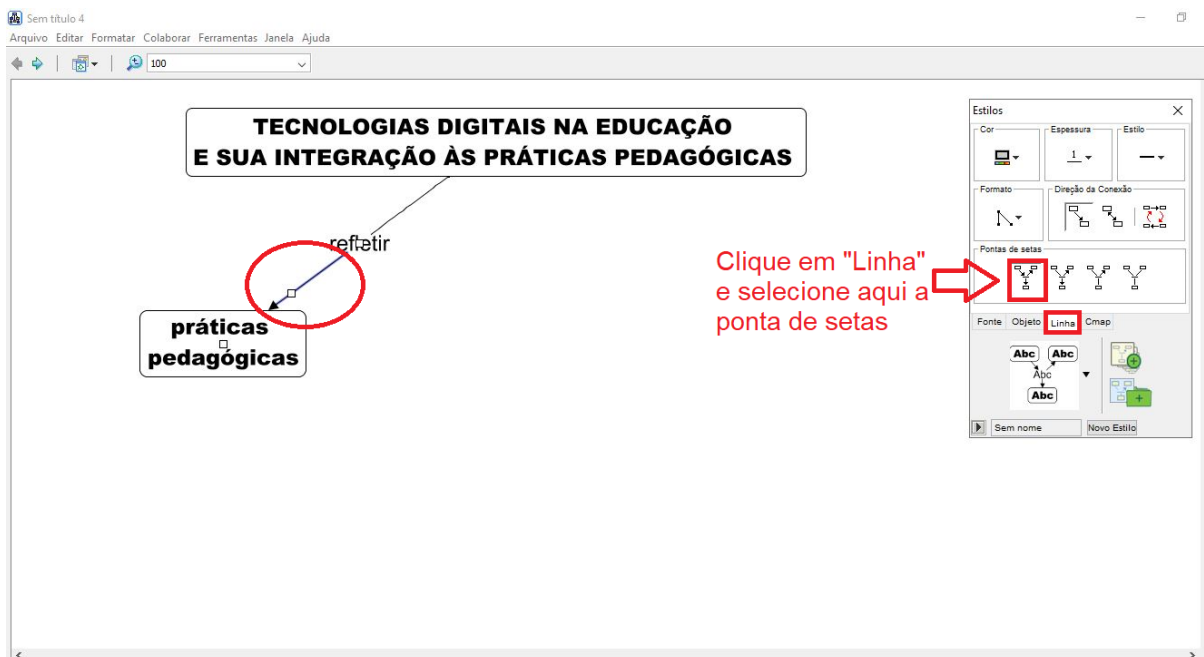 Sem título 4
Arquivo Editar Formatar Colaborar Ferramentas Janela Ajuda
100
TECNOLOGIAS DIGITAIS NA EDUCAÇÃO
E SUA INTEGRAÇÃO ÀS PRÁTICAS PEDAGÓGICAS
refletir
práticas
pedagógicas
Clique em "Linha"
e selecione aqui a
ponta de setas
Estilos
Cor Espessura Estilo
1
Formato Direção da Conexão
Pontas de setas
Fonte Objeto Linha Cmap
Abc Abc
Abc
Abc
Sem nome Novo Estilo